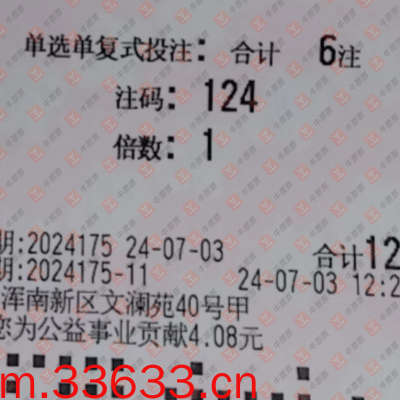 单选单复式投注: 合计 6注
注码: 124
倍数: 1
期:2024175 24-07-03 合计12
期:2024175-11 24-07-03 12:2
浑南新区文澜苑40号甲
您为公益事业贡献4.08元
m.33633.cn